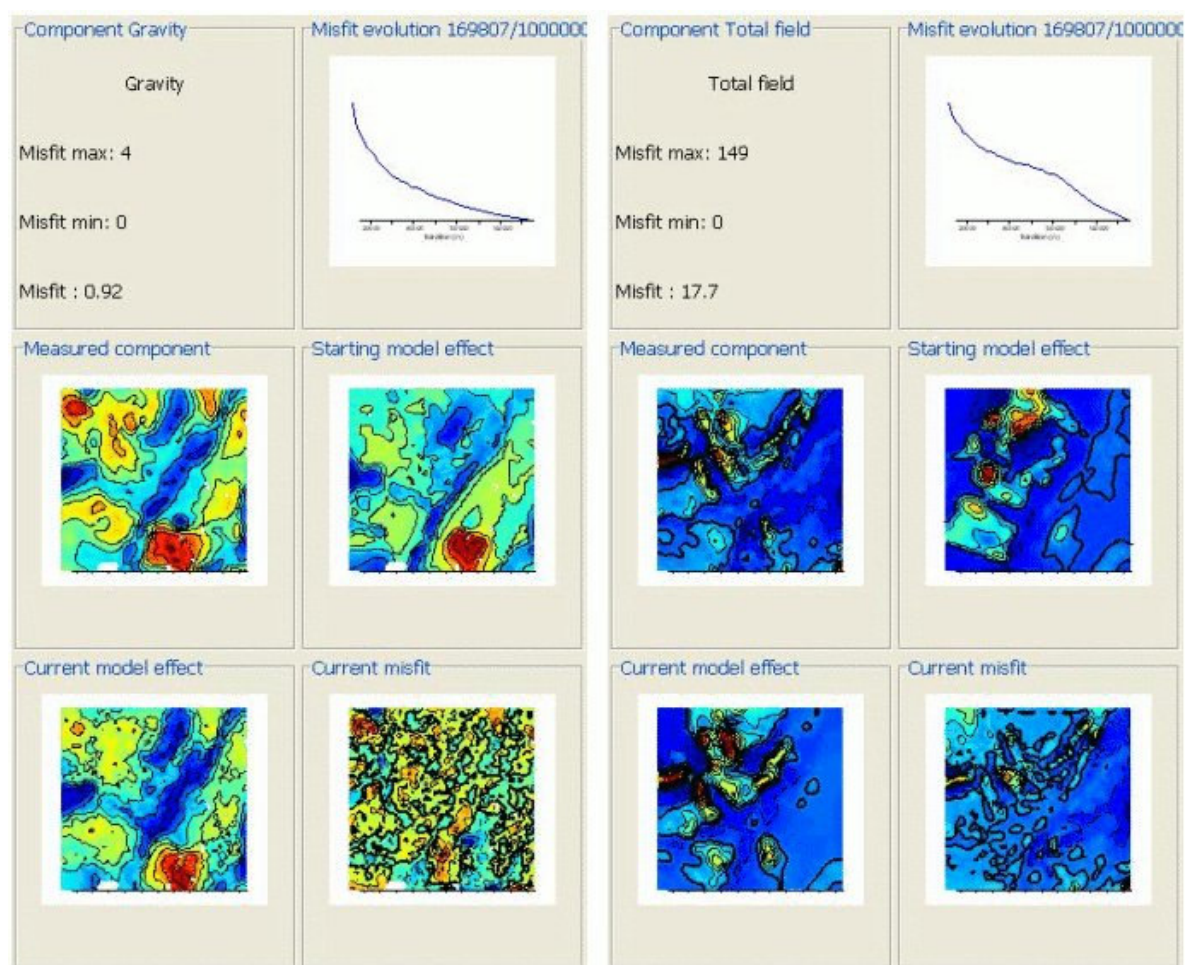 Component Gravity
Misfit evolution 169807/1000000
Gravity
Misfit max: 4
Misfit min: 0
Misfit : 0.92
Measured component
Starting model effect
Current model effect
Current misfit
Component Total field
Misfit evolution 169807/1000000
Total field
Misfit max: 149
Misfit min: 0
Misfit : 17.7
Measured component
Starting model effect
Current model effect
Current misfit